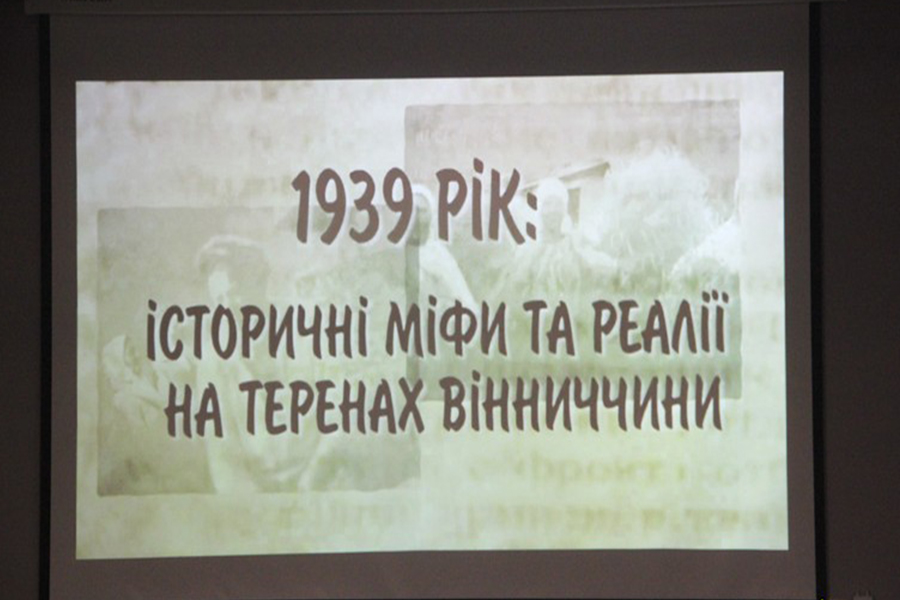 1939 РІК:
ІСТОРИЧНІ МІФИ ТА РЕАЛІЇ
НА ТЕРЕНАХ ВІННИЧЧИНИ